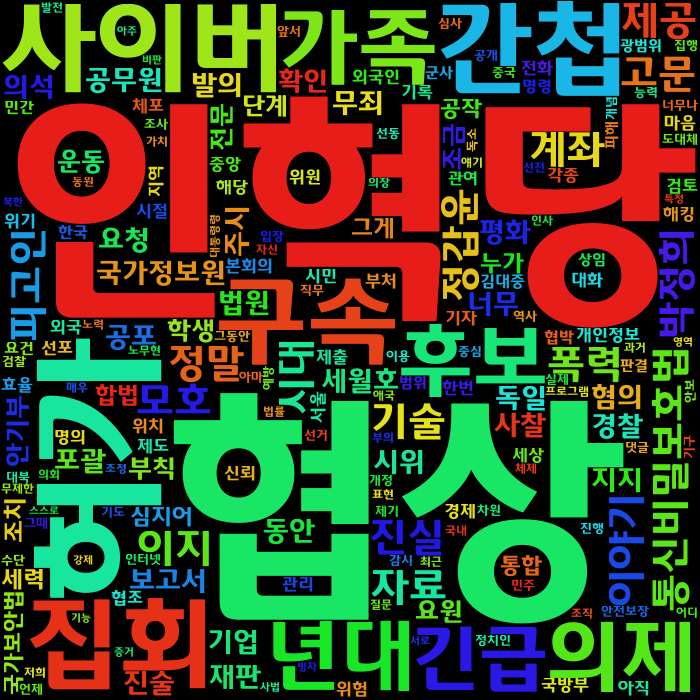 발전
아주
앞서
심사
제공
사이버
가족
간첩
비판
광범위
집행
의석
공무원
발의
확인
외국인
군사
전화
공개
중국
명령
고문
능력
민간
체포
전문
단계
무죄
기록
공작
조금
목소
얘기
선전
계좌
피해
개념
너무나
마음
도대체
조사
가치
인혁당
운동
동원
위원
선동
중앙
지역
해당
의장
관여
각종
특정
검토
해킹
북한
위기
한국
시절
대통령령
주시
입장
자신
그게
정갑윤
평화
인사
상임
대화
박정희
피고인
요청
국가정보원
본회의
시민
직무
부처
누가
김대중
너무
법원
구속
기자
역사
협박
개인정보
영역
외국
노력
요건
선포
공포
학생
그동안
검찰
노무현
정말
아미
예방
시대
제출
이용
후보
중심
폭력
과거
판결
안보
효율
매우
합법
모호
세월호
범위
한번
실제
프로그램
애국
독일
혐의
통신비밀보호법
안기부
명의
위치
법률
서울
기술
사찰
경찰
댓글
기구
허가
포괄
제도
신뢰
선거
부의
시위
세상
체제
지지
대북
의회
조정
부칙
협상
개정
표현
경제
차원
무제한
스스로
기도
심지어
동안
제기
진실
국내
진행
이야기
조치
그때
강제
인터넷
의지
관리
감시
최근
통합
수단
세력
협조
보고서
자료
민주
안전보장
어디
국가보안법
기능
집회
기업
질문
요원
조직
저희
증거
년대
서로
정치인
긴급
의제
언제
진술
재판
사법
빙자
위험
국방부
아직